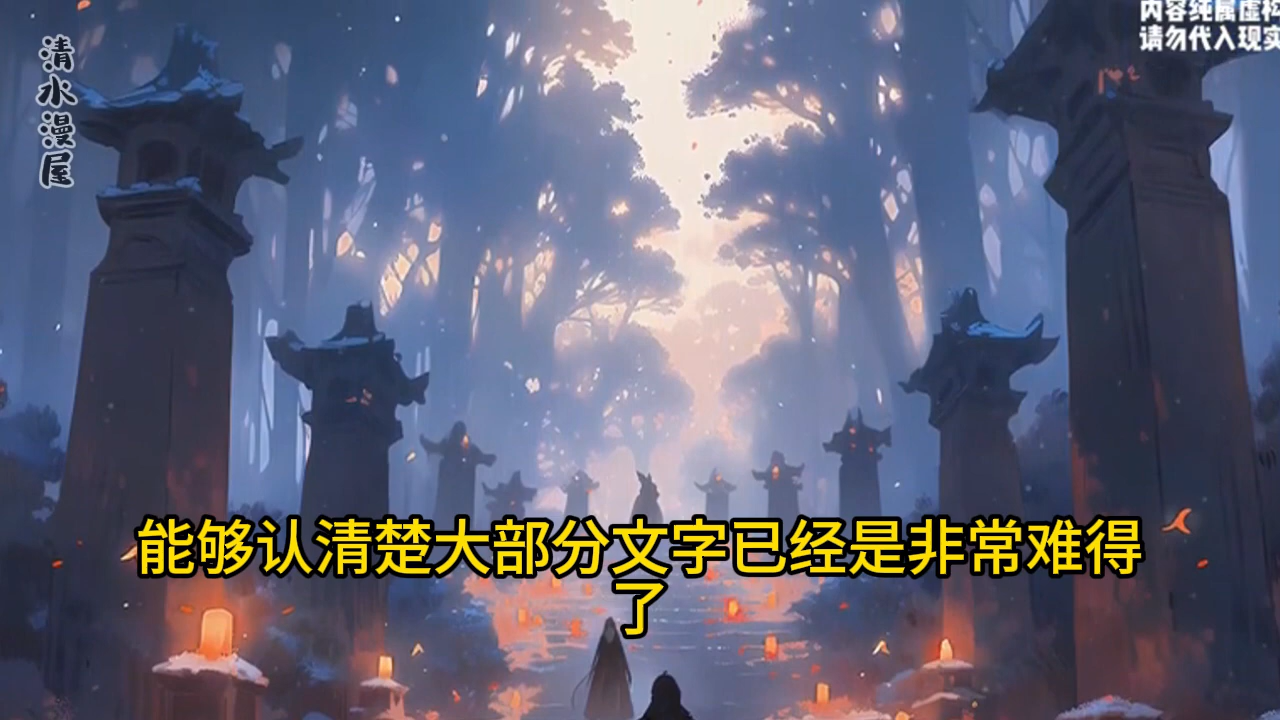 清水漫屋
内容纯属虚构
请勿代入现实
能够认清楚大部分文字已经是非常难得
了